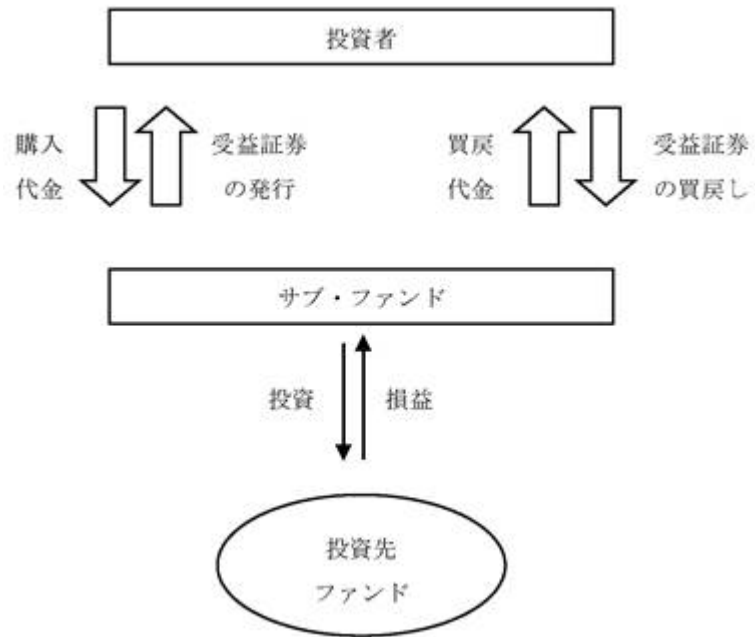 投資者
購入
代金
受益証券
の発行
買戻
代金
受益証券
の買戻し
サブ・ファンド
投資
損益
投資先
ファンド